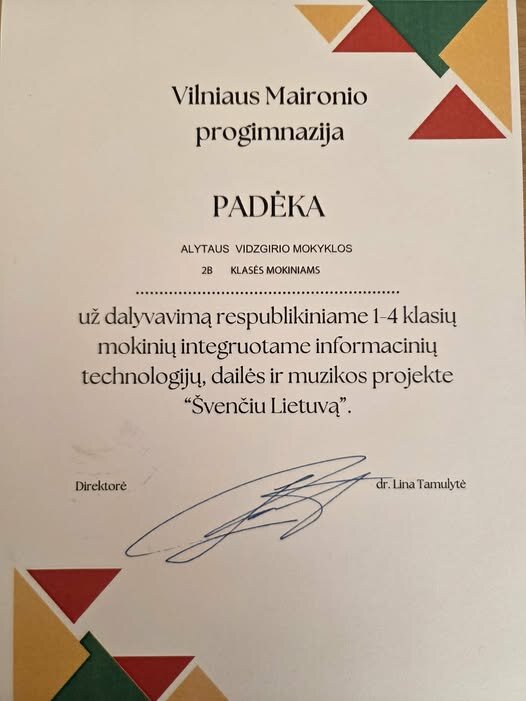 Vilniaus Maironio
progimnazija
PADĖKA
ALYTAUS VIDZGIRIO MOKYKLOS
2B KLASĖS MOKINIAMS
už dalyvavimą respublikiniame 1-4 klasių
mokinių integruotame informacinių
technologijų, dailės ir muzikos projekte
“Švenčiu Lietuvą”.
Direktorė dr. Lina Tamulytė